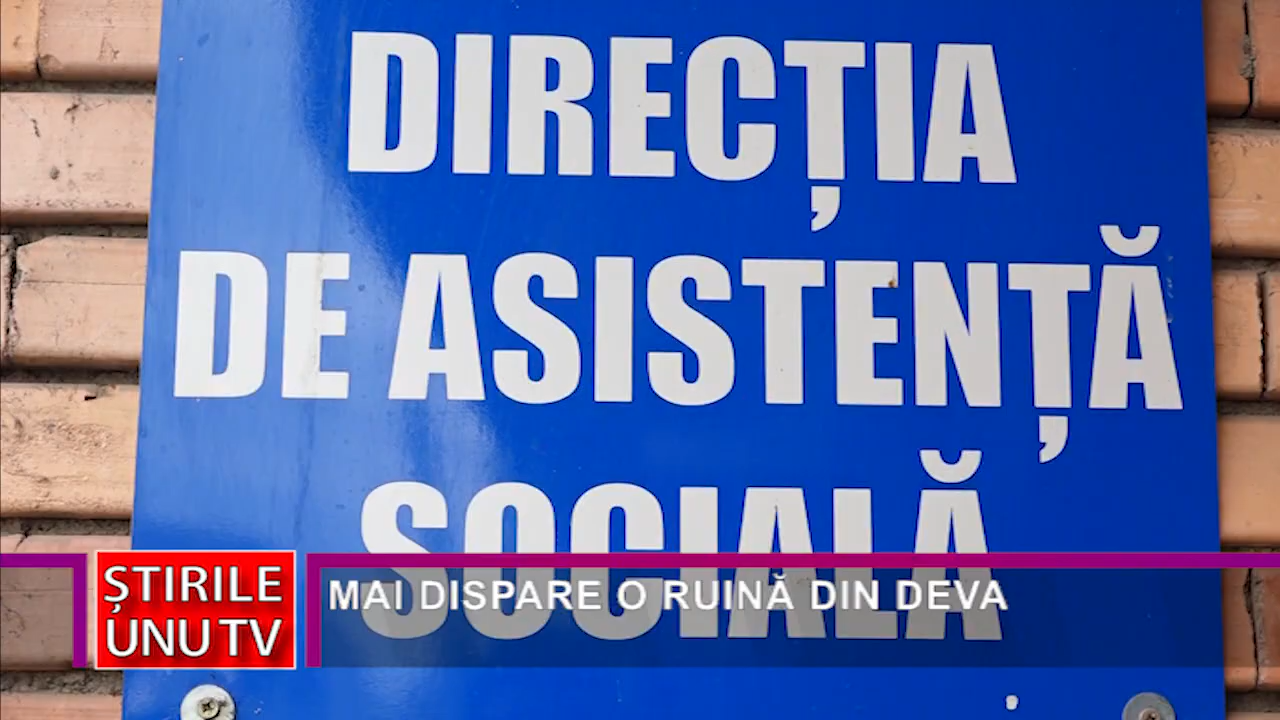 DIRECȚIA
DE ASISTENȚĂ
SOCIALĂ
ȘTIRILE
UNU TV
MAI DISPARE O RUINĂ DIN DEVA